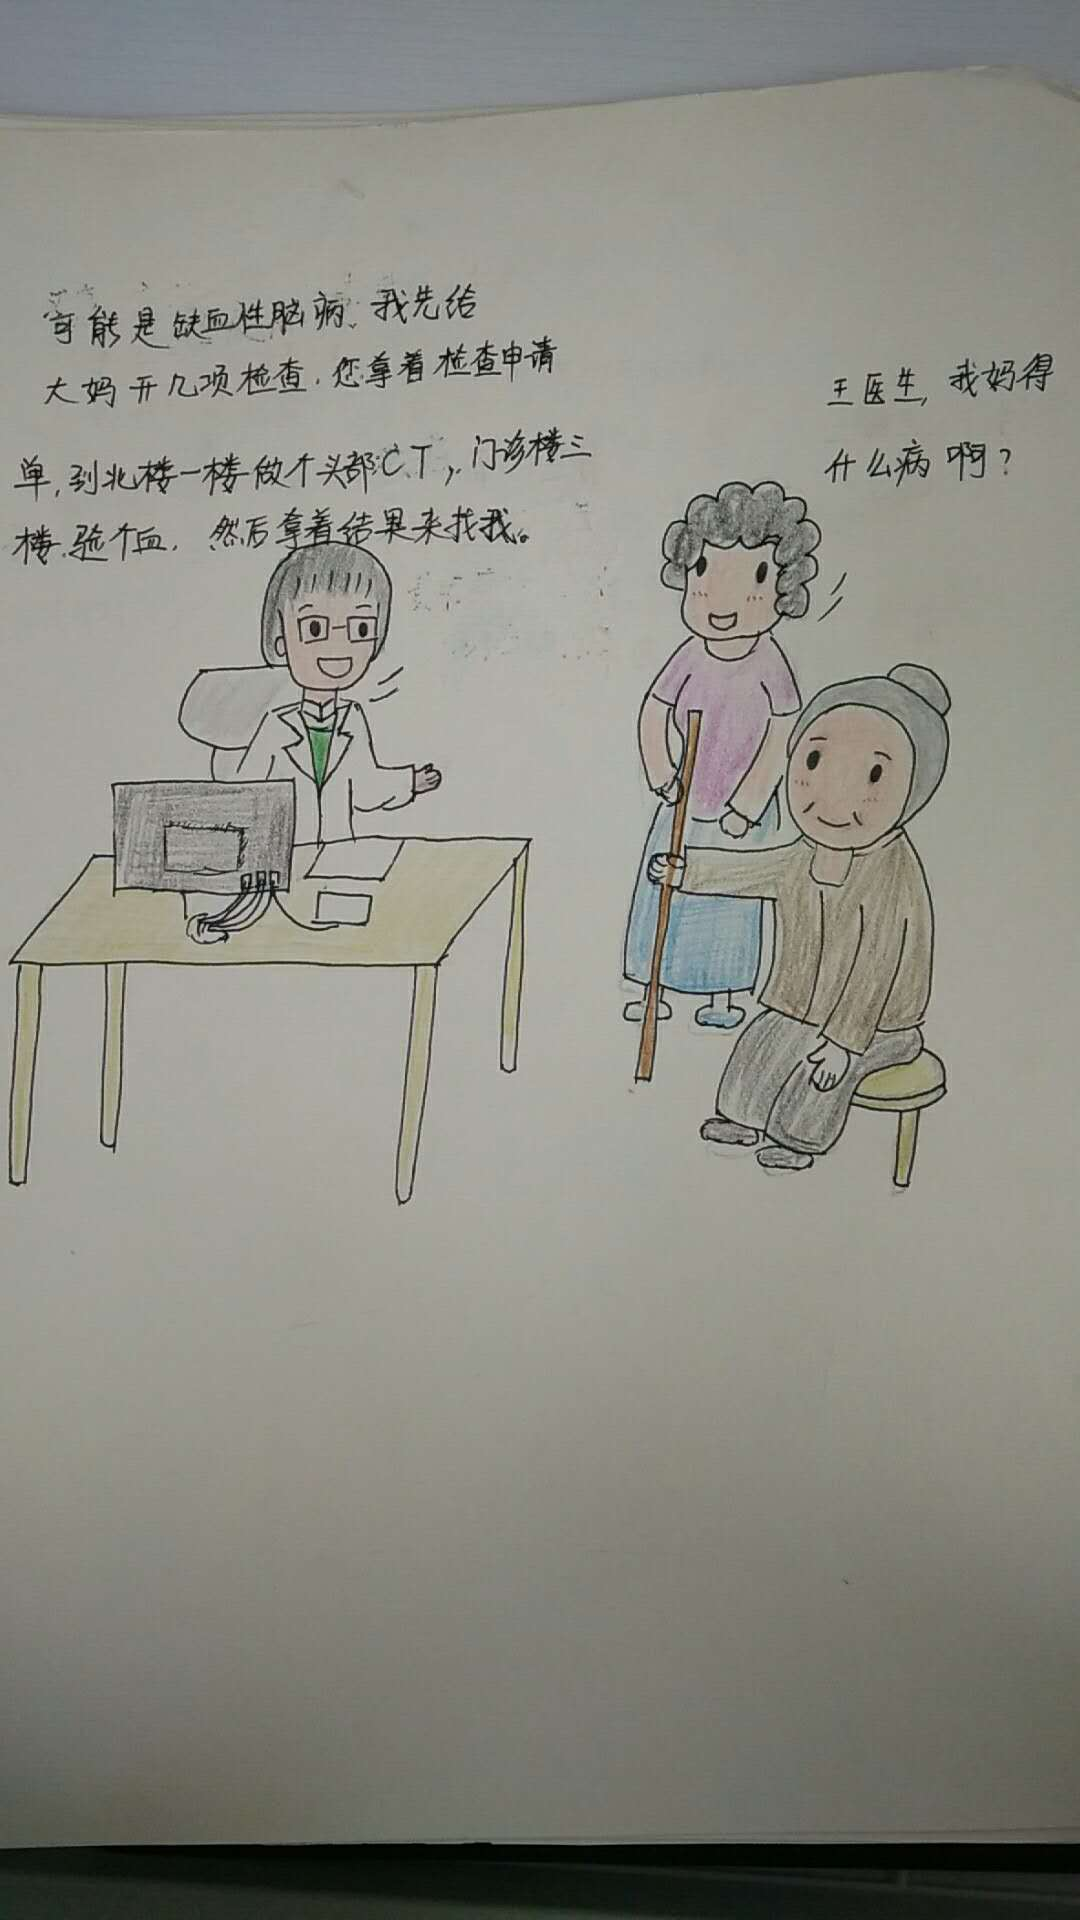 可能是缺血性脑病.我先给
大妈开几项检查.您拿着检查申请
单,到北楼一楼做个头部CT,门诊楼三
楼.验个血,然后拿着结果来找我。
王医生,我妈得
什么病啊?